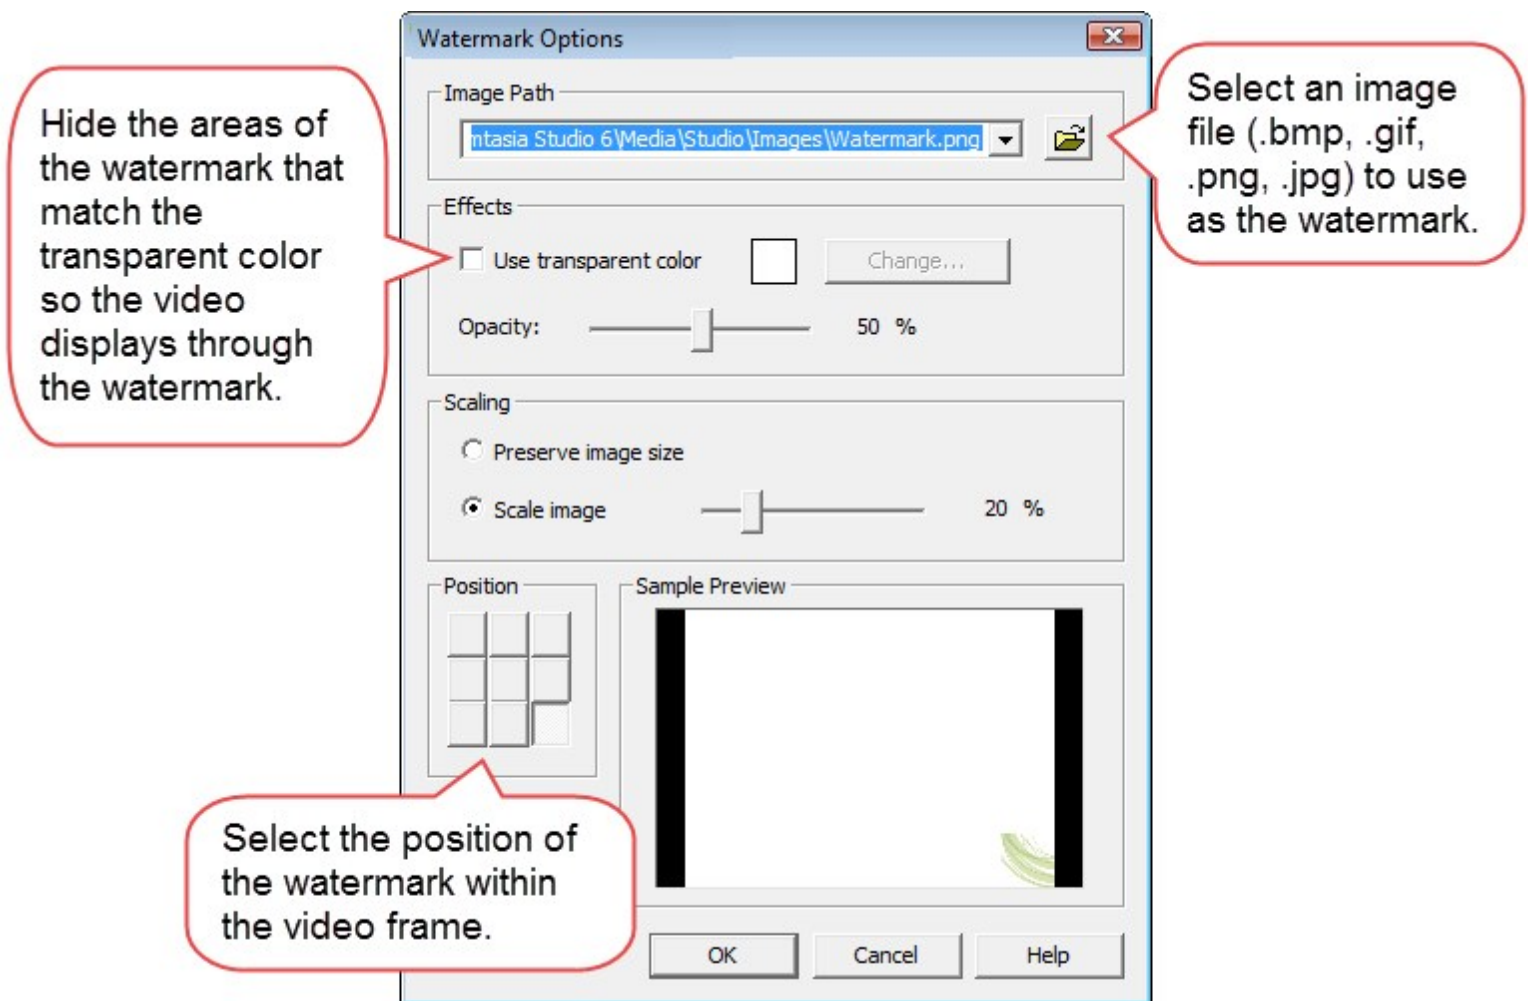 Watermark Options
Hide the areas of
the watermark that
match the
transparent color
so the video
displays through
the watermark.
Image Path
mtasia Studio 6\Media\Studio\Images\Watermark.png
Select an image
file (.bmp, .gif,
.png, .jpg) to use
as the watermark.
Effects
Use transparent color
Change...
Opacity: 50 %
Scaling
Preserve image size
Scale image 20 %
Position
Sample Preview
Select the position of
the watermark within
the video frame.
OK Cancel Help